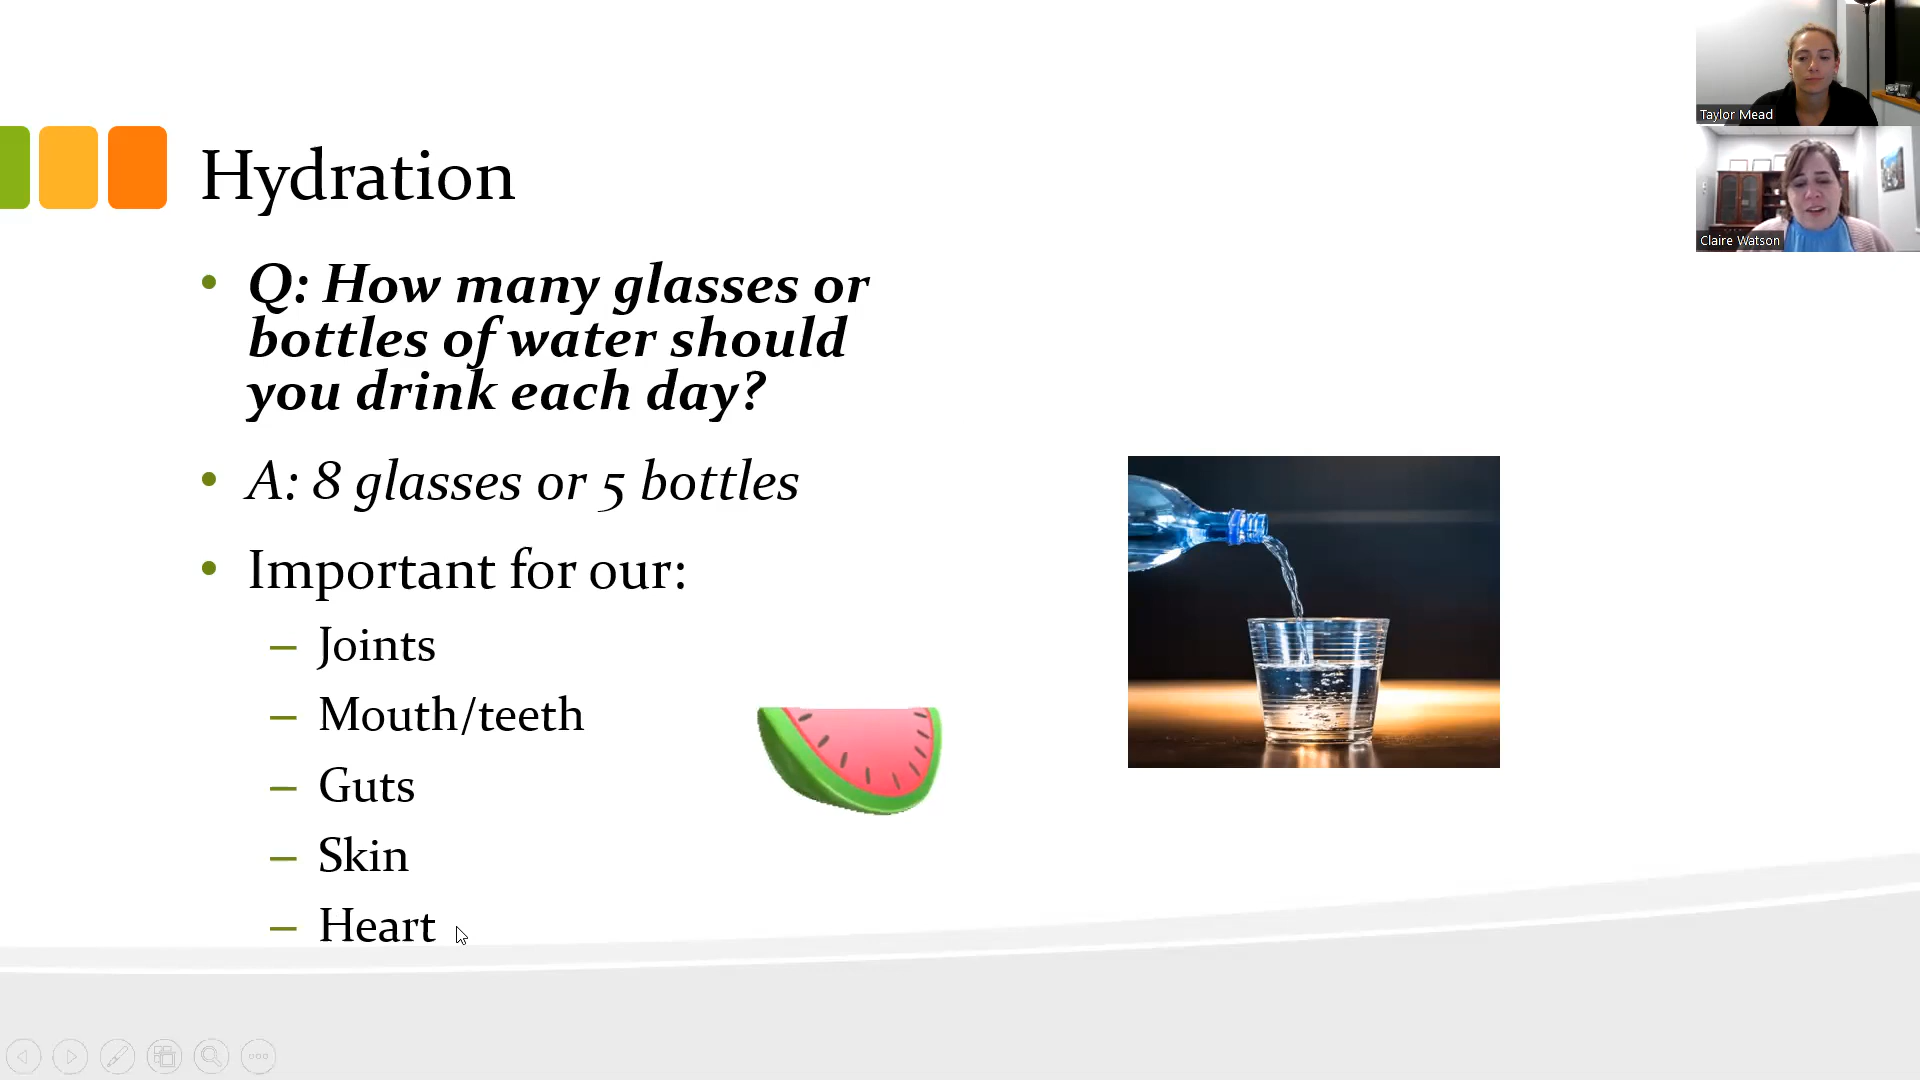 Hydration
• Q: How many glasses or
bottles of water should
you drink each day?
• A: 8 glasses or 5 bottles
• Important for our:
– Joints
– Mouth/teeth
– Guts
– Skin
– Heart
Taylor Mead
Claire Watson